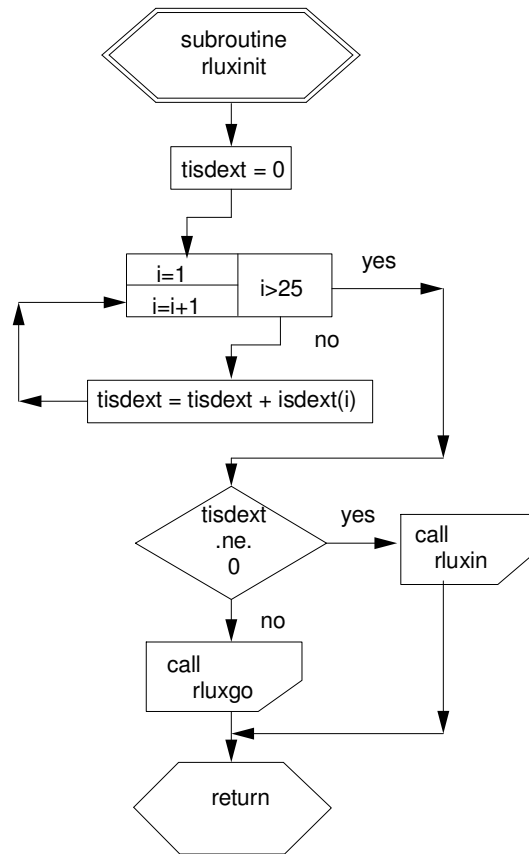 subroutine
rluxinit
tisdext = 0
i=1
i=i+1
i>25
yes
no
tisdext = tisdext + isdext(i)
tisdext
.ne.
0
yes
call
rluxin
no
call
rluxgo
return